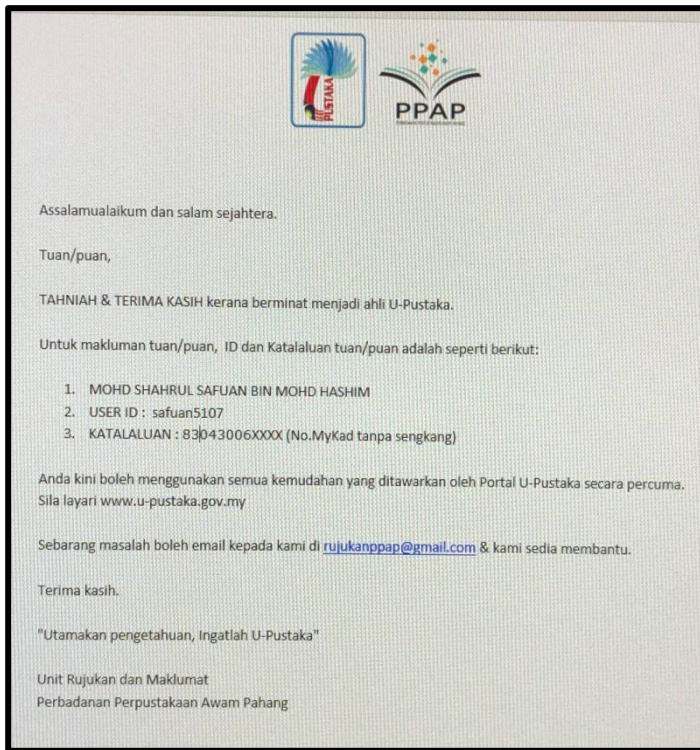 PUSTAKA
PPAP
Assalamualaikum dan salam sejahtera.
Tuan/puan,
TAHNIAH & TERIMA KASIH kerana berminat menjadi ahli U-Pustaka.
Untuk makluman tuan/puan, ID dan Katalaluan tuan/puan adalah seperti berikut:
1. MOHD SHAHRUL SAFUAN BIN MOHD HASHIM
2. USER ID : safuan5107
3. KATALALUAN : 83043006XXXX (No.MyKad tanpa sengkang)
Anda kini boleh menggunakan semua kemudahan yang ditawarkan oleh Portal U-Pustaka secara percuma.
Sila layari www.u-pustaka.gov.my
Sebarang masalah boleh email kepada kami di rujukanppap@gmail.com & kami sedia membantu.
Terima kasih.
"Utamakan pengetahuan, Ingatlah U-Pustaka"
Unit Rujukan dan Maklumat
Perbadanan Perpustakaan Awam Pahang